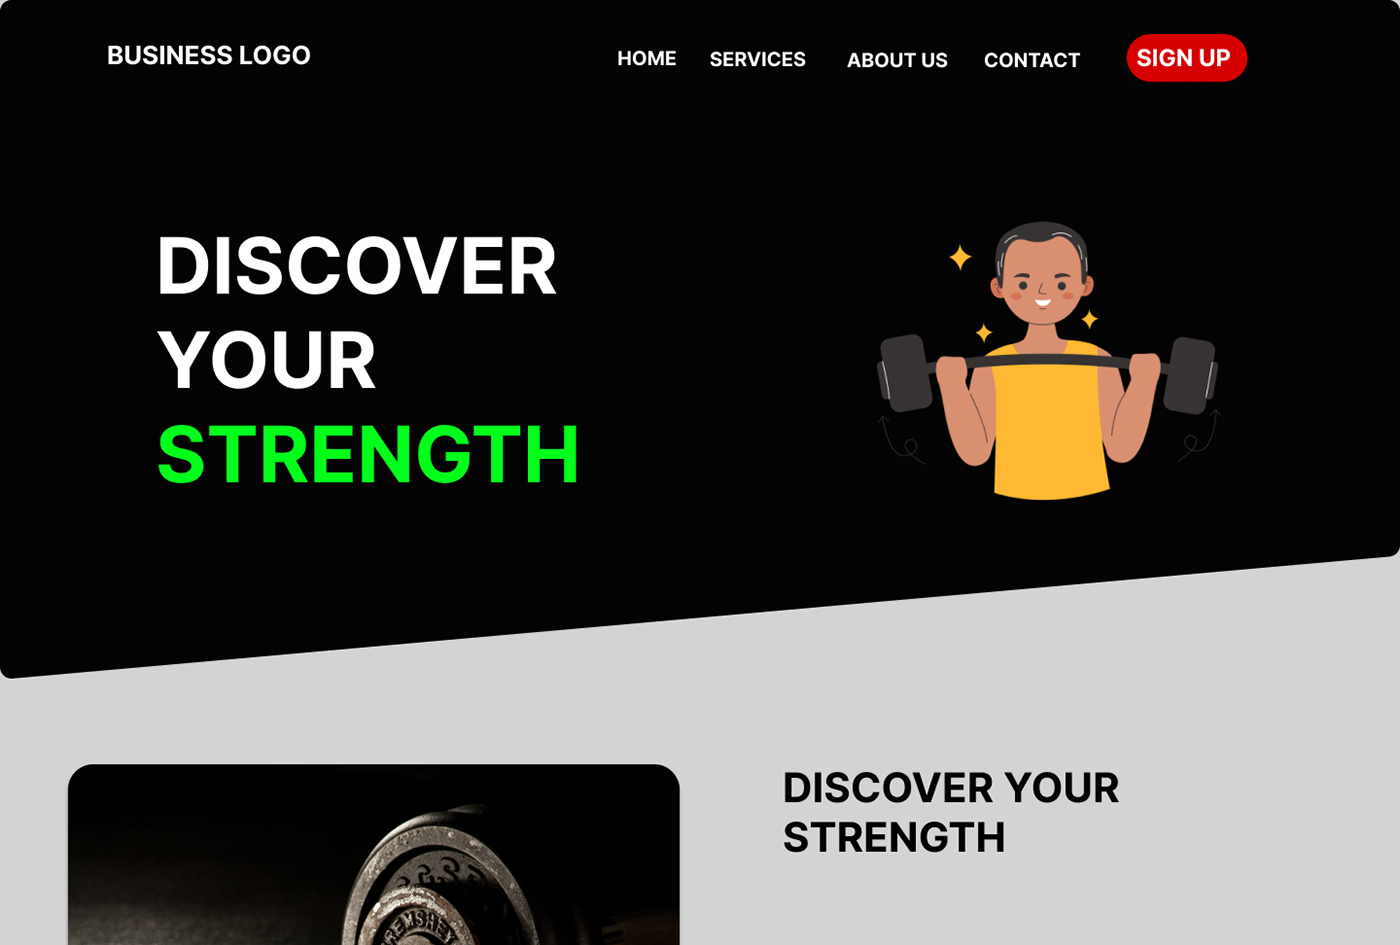 BUSINESS LOGO
HOME SERVICES ABOUT US CONTACT SIGN UP
DISCOVER
YOUR
STRENGTH
DISCOVER YOUR
STRENGTH